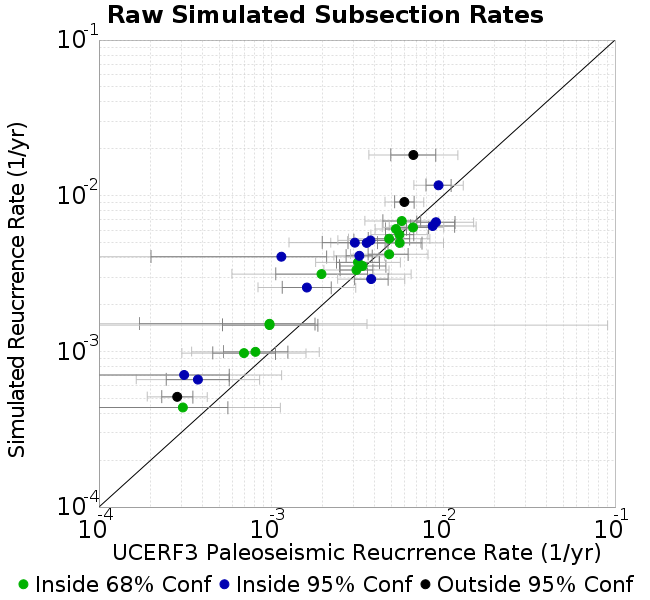 Raw Simulated Subsection Rates
Simulated Reucrrence Rate (1/yr)
10-1
10-2
10-3
10-4
10-4 10-3 10-2 10-1
UCERF3 Paleoseismic Reucrrence Rate (1/yr)
Inside 68% Conf Inside 95% Conf Outside 95% Conf